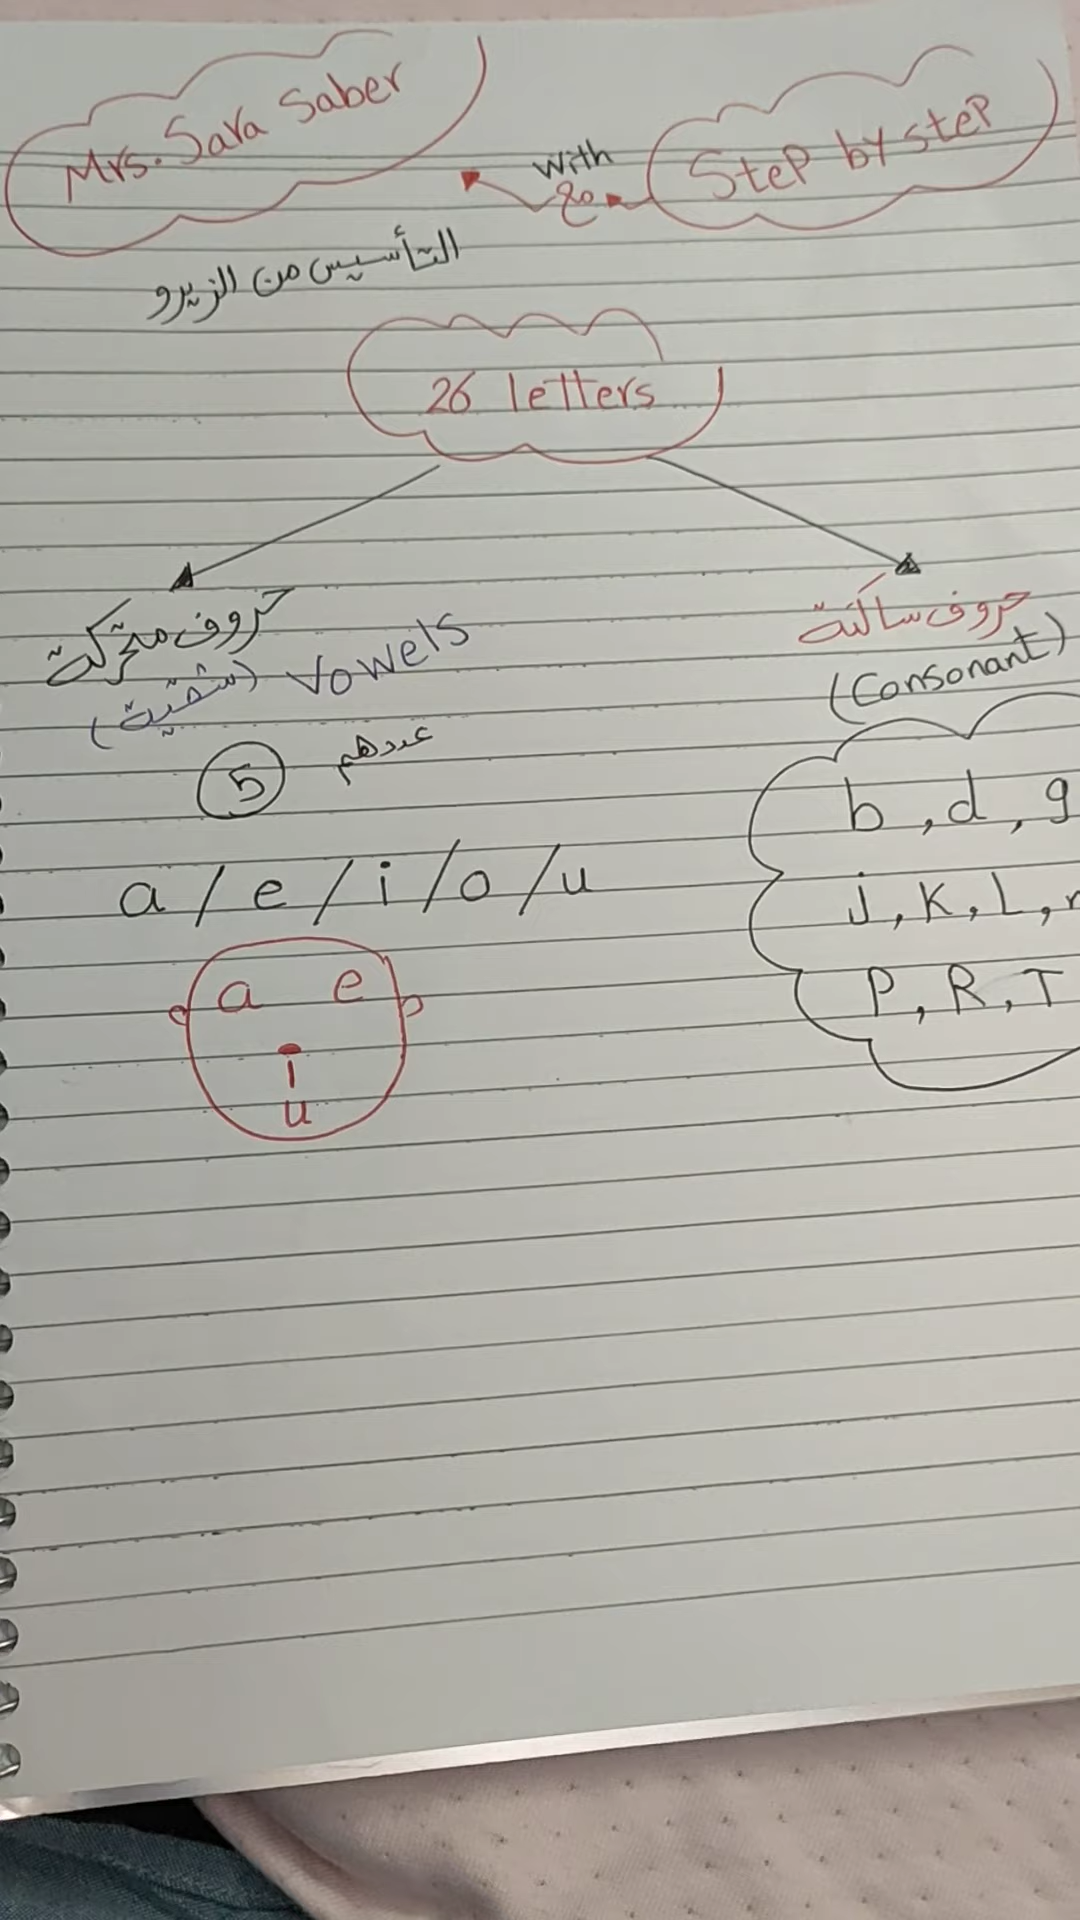 Mrs. Sara Saber
with
مع
Step by step
التأسيس من الزيرو
26 letters
حروف متحركة
(شفتية) Vowels
عددهم 5
a / e / i / o / u
a e
i
u
حروف ساكنة
(Consonant)
b , d , g
j , K , L ,
P , R , T